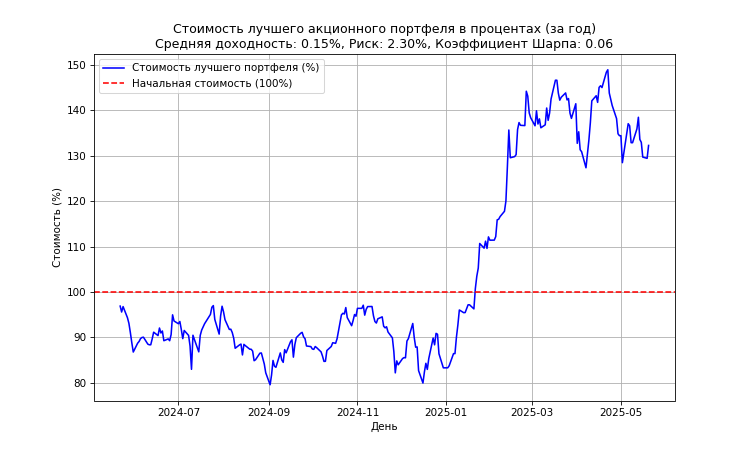 Стоимость лучшего акционного портфеля в процентах (за год)
Средняя доходность: 0.15%, Риск: 2.30%, Коэффициент Шарпа: 0.06
Стоимость лучшего портфеля (%)
Начальная стоимость (100%)
Стоимость (%)
150
140
130
120
110
100
90
80
2024-07
2024-09
2024-11
2025-01
2025-03
2025-05
День